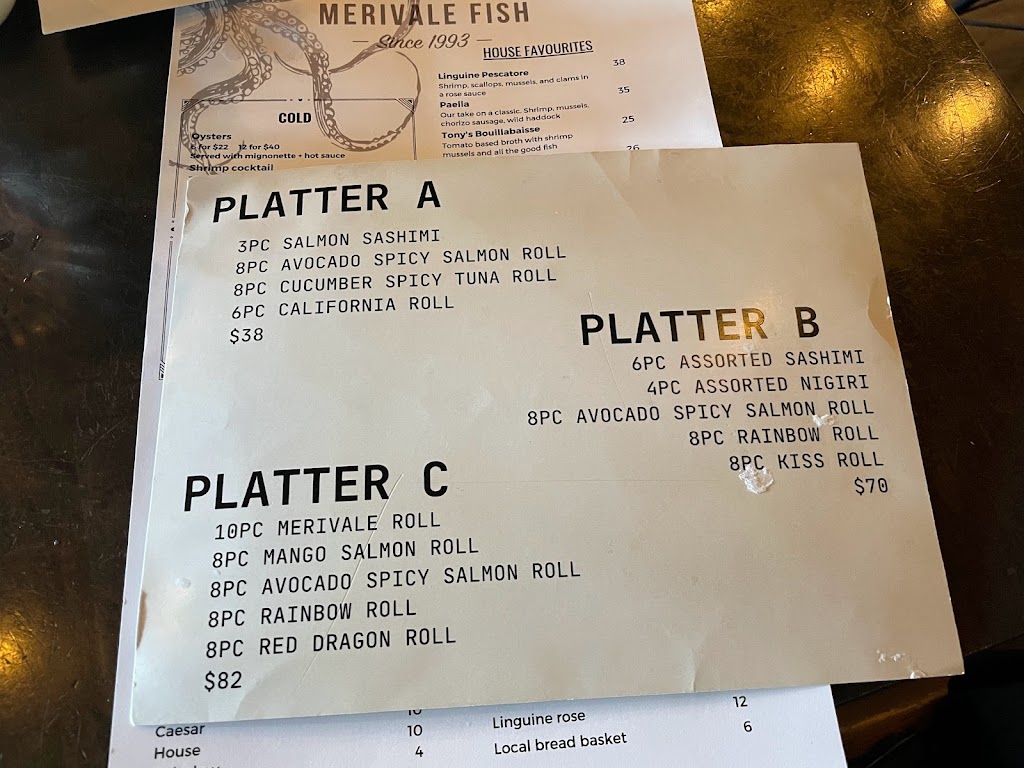 MERIVALE FISH
Since 1993
HOUSE FAVOURITES
Linguine Pescatore 38
Shrimp, scallops, mussels, and clams in
a rose sauce
Paella 35
Our take on a classic. Shrimp, mussels,
chorizo sausage, wild haddock
Tony's Bouillabaisse 25
Tomato based broth with shrimp
mussels and all the good fish
26
COLD
Oysters
6 for $22 12 for $40
Served with mignonette + hot sauce
Shrimp cocktail
PLATTER A
3PC SALMON SASHIMI
8PC AVOCADO SPICY SALMON ROLL
8PC CUCUMBER SPICY TUNA ROLL
6PC CALIFORNIA ROLL
$38
PLATTER B
6PC ASSORTED SASHIMI
4PC ASSORTED NIGIRI
8PC AVOCADO SPICY SALMON ROLL
8PC RAINBOW ROLL
8PC KISS ROLL
$70
PLATTER C
10PC MERIVALE ROLL
8PC MANGO SALMON ROLL
8PC AVOCADO SPICY SALMON ROLL
8PC RAINBOW ROLL
8PC RED DRAGON ROLL
$82
10
Caesar 10
House 4
Linguine rose 12
Local bread basket 6